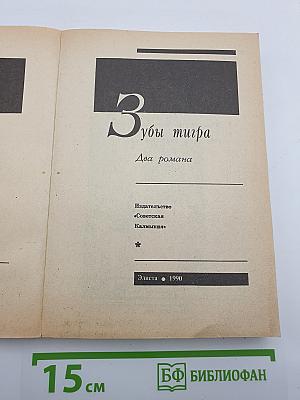 Зубы тигра
Два романа
Издательство
«Советская
Калмыкия»
*
Элиста • 1990
15 см
БФ БИБЛИОФАН